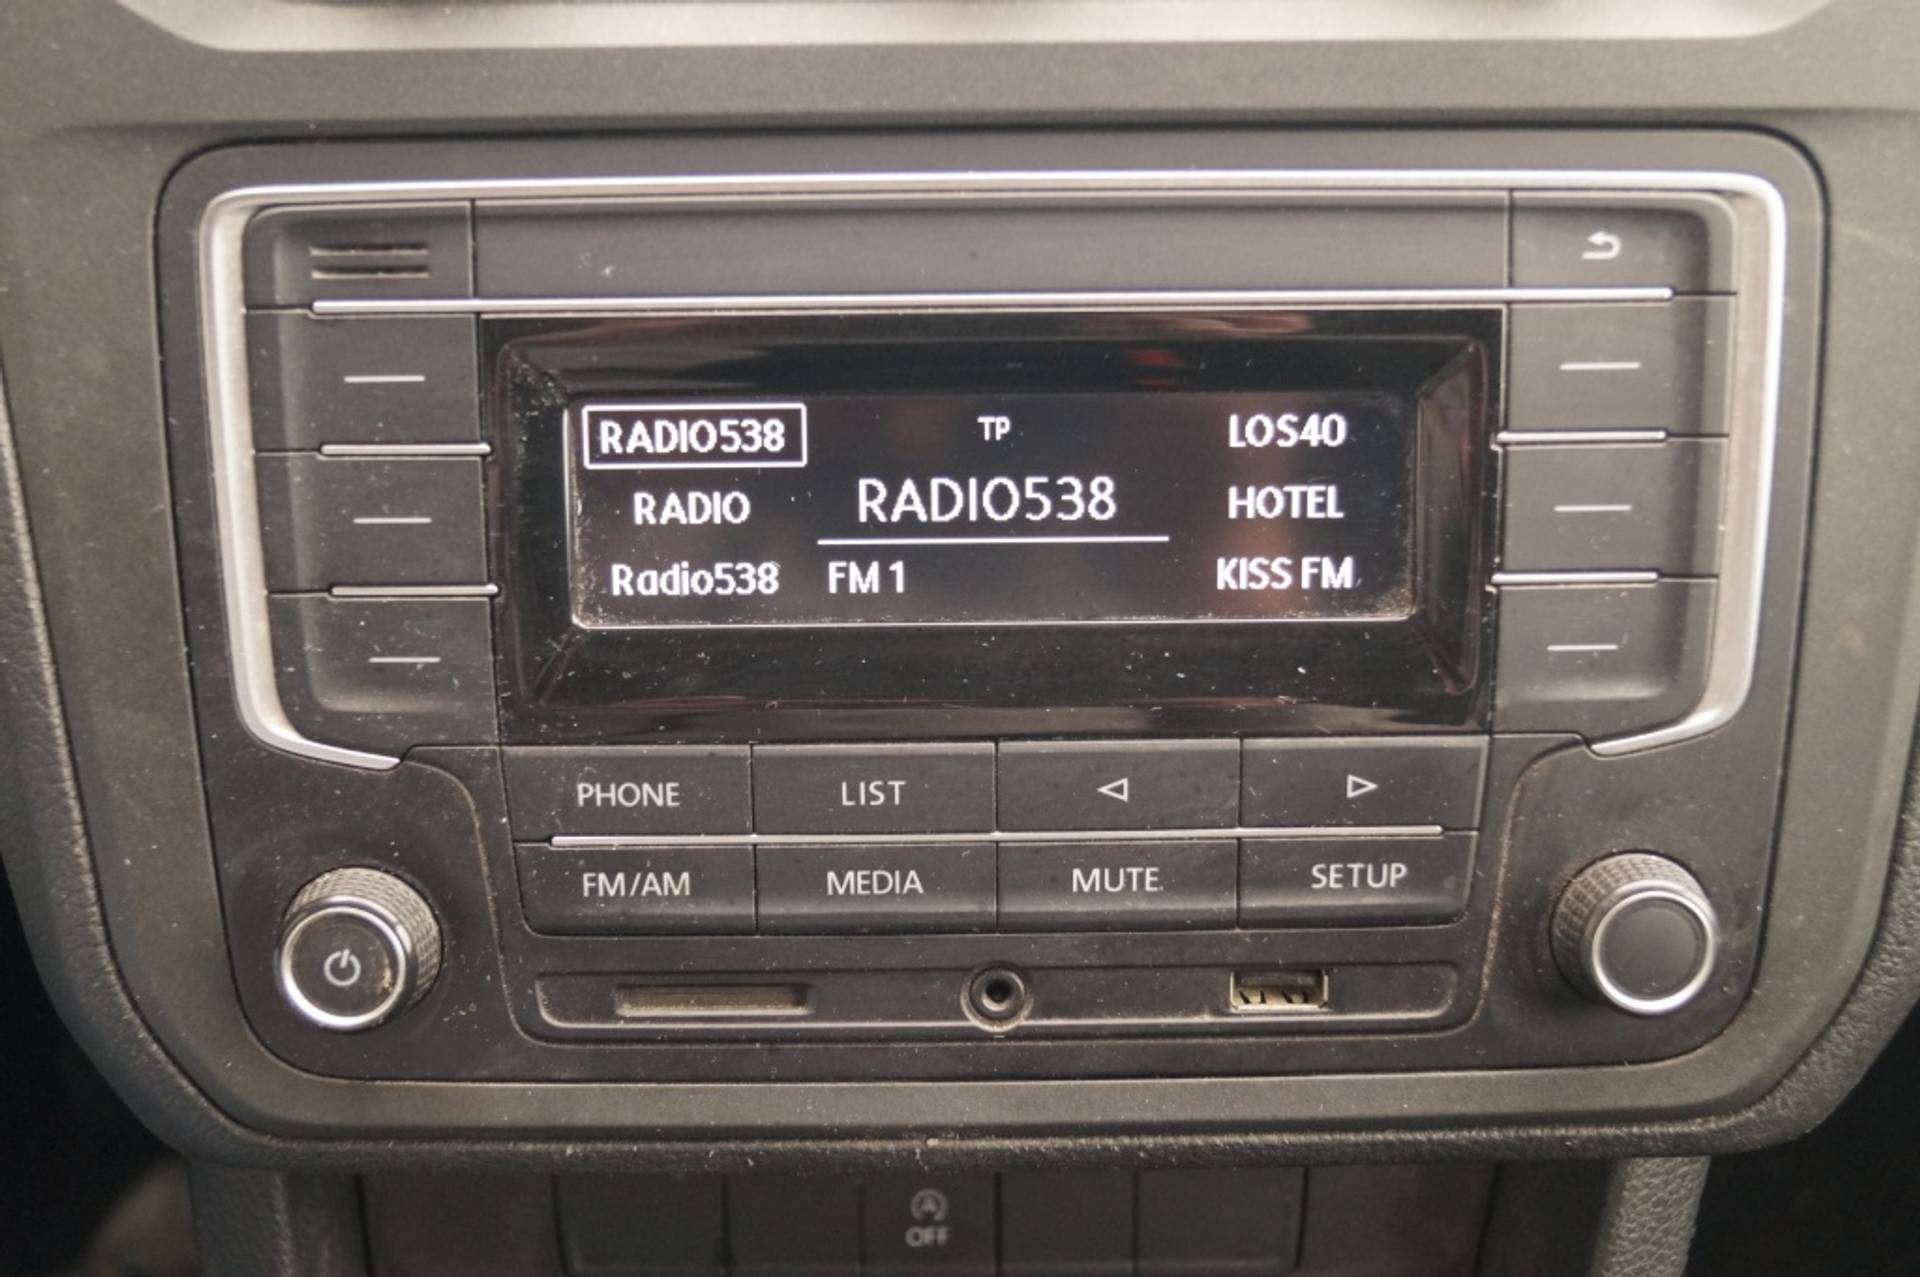 RADIO538 TP LOS40
RADIO RADIO538 HOTEL
Radio538 FM 1 KISS FM
PHONE LIST
FM/AM MEDIA MUTE SETUP
A
OFF